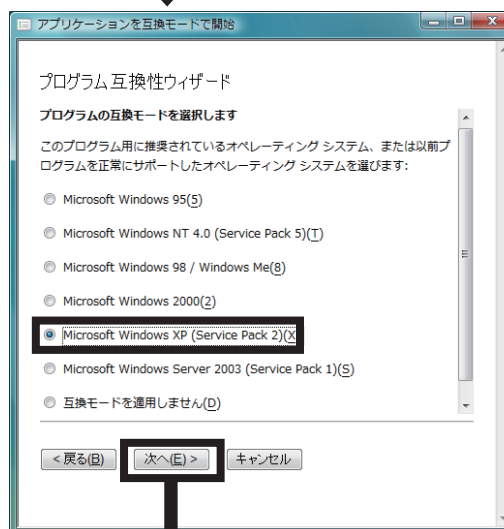 アプリケーションを互換モードで開始
プログラム互換性ウィザード
プログラムの互換モードを選択します
このプログラム用に推奨されているオペレーティング システム、または以前プ
ログラムを正常にサポートしたオペレーティング システムを選びます:
Microsoft Windows 95(5)
Microsoft Windows NT 4.0 (Service Pack 5)(T)
Microsoft Windows 98 / Windows Me(8)
Microsoft Windows 2000(2)
Microsoft Windows XP (Service Pack 2)(X
Microsoft Windows Server 2003 (Service Pack 1)(S)
互換モードを適用しません(D)
< 戻る(B) 次へ(E) > キャンセル